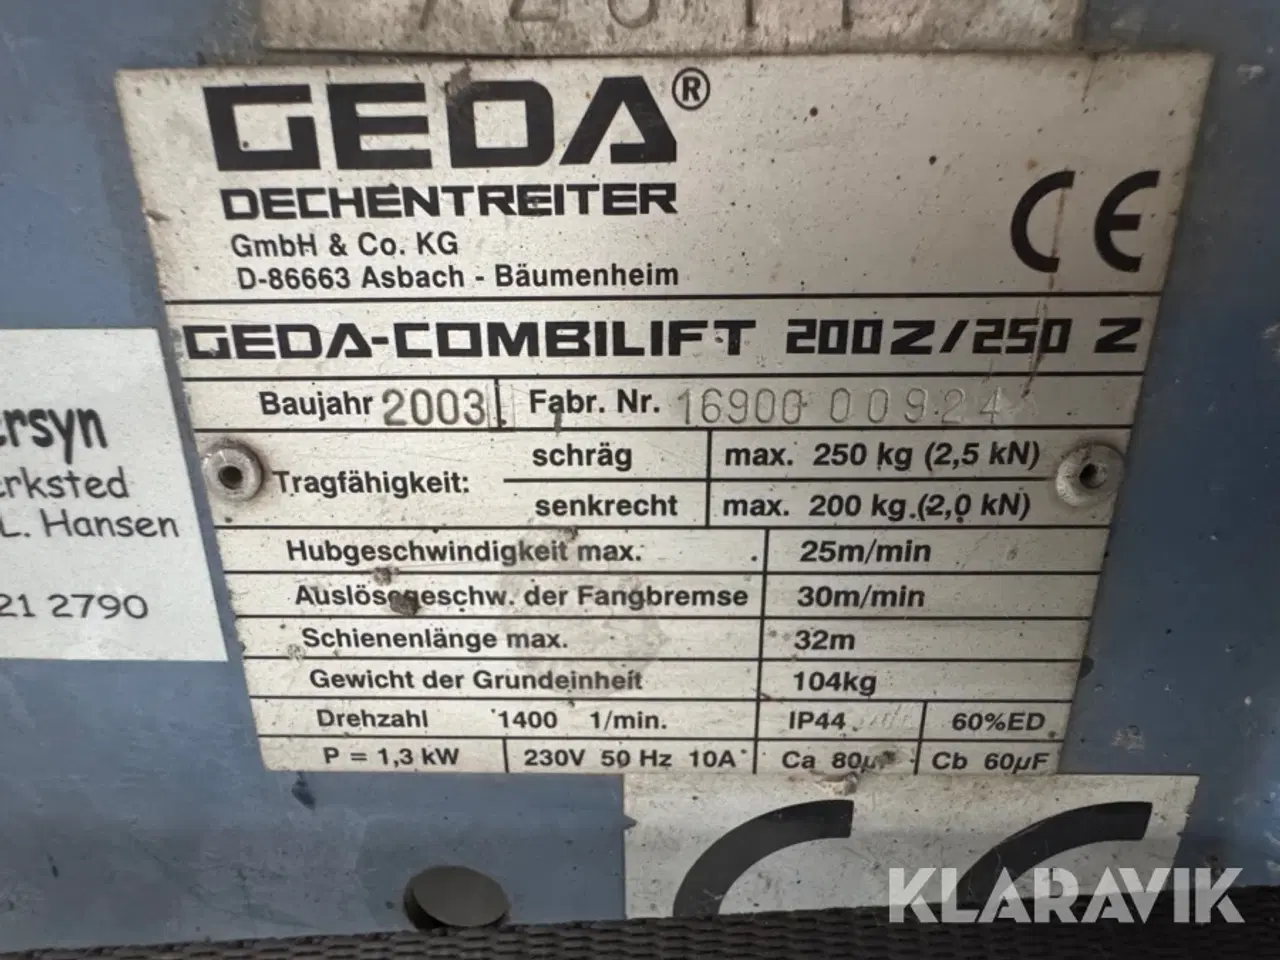 GEDA®
DECHENTREITER
GmbH & Co. KG
D-86663 Asbach - Bäumenheim
CE
GEDA-COMBILIFT 200Z/250 Z
Baujahr 2003 Fabr. Nr. 16900 00924
Tragfähigkeit: schräg max. 250 kg (2,5 kN)
senkrecht max. 200 kg.(2,0 kN)
Hubgeschwindigkeit max. 25m/min
Auslösegeschw. der Fangbremse 30m/min
Schienenlänge max. 32m
Gewicht der Grundeinheit 104kg
Drehzahl 1400 1/min. IP44 60%ED
P = 1,3 kW 230V 50 Hz 10A Ca 80µF Cb 60µF
L. Hansen
21 2790
KLARAVIK